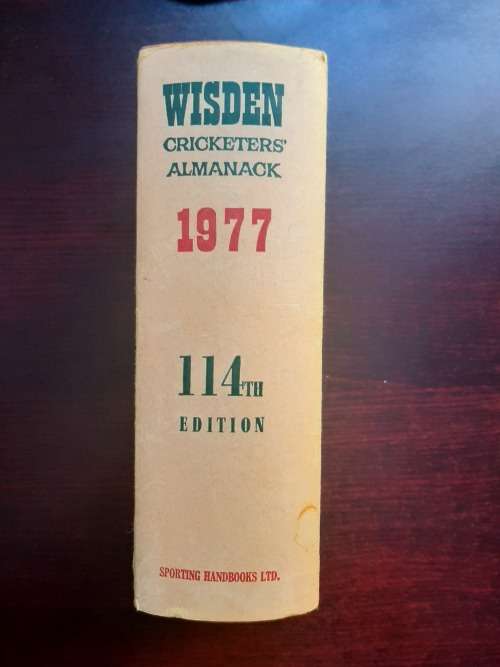 WISDEN
CRICKETERS'
ALMANACK
1977
114TH
EDITION
SPORTING HANDBOOKS LTD.